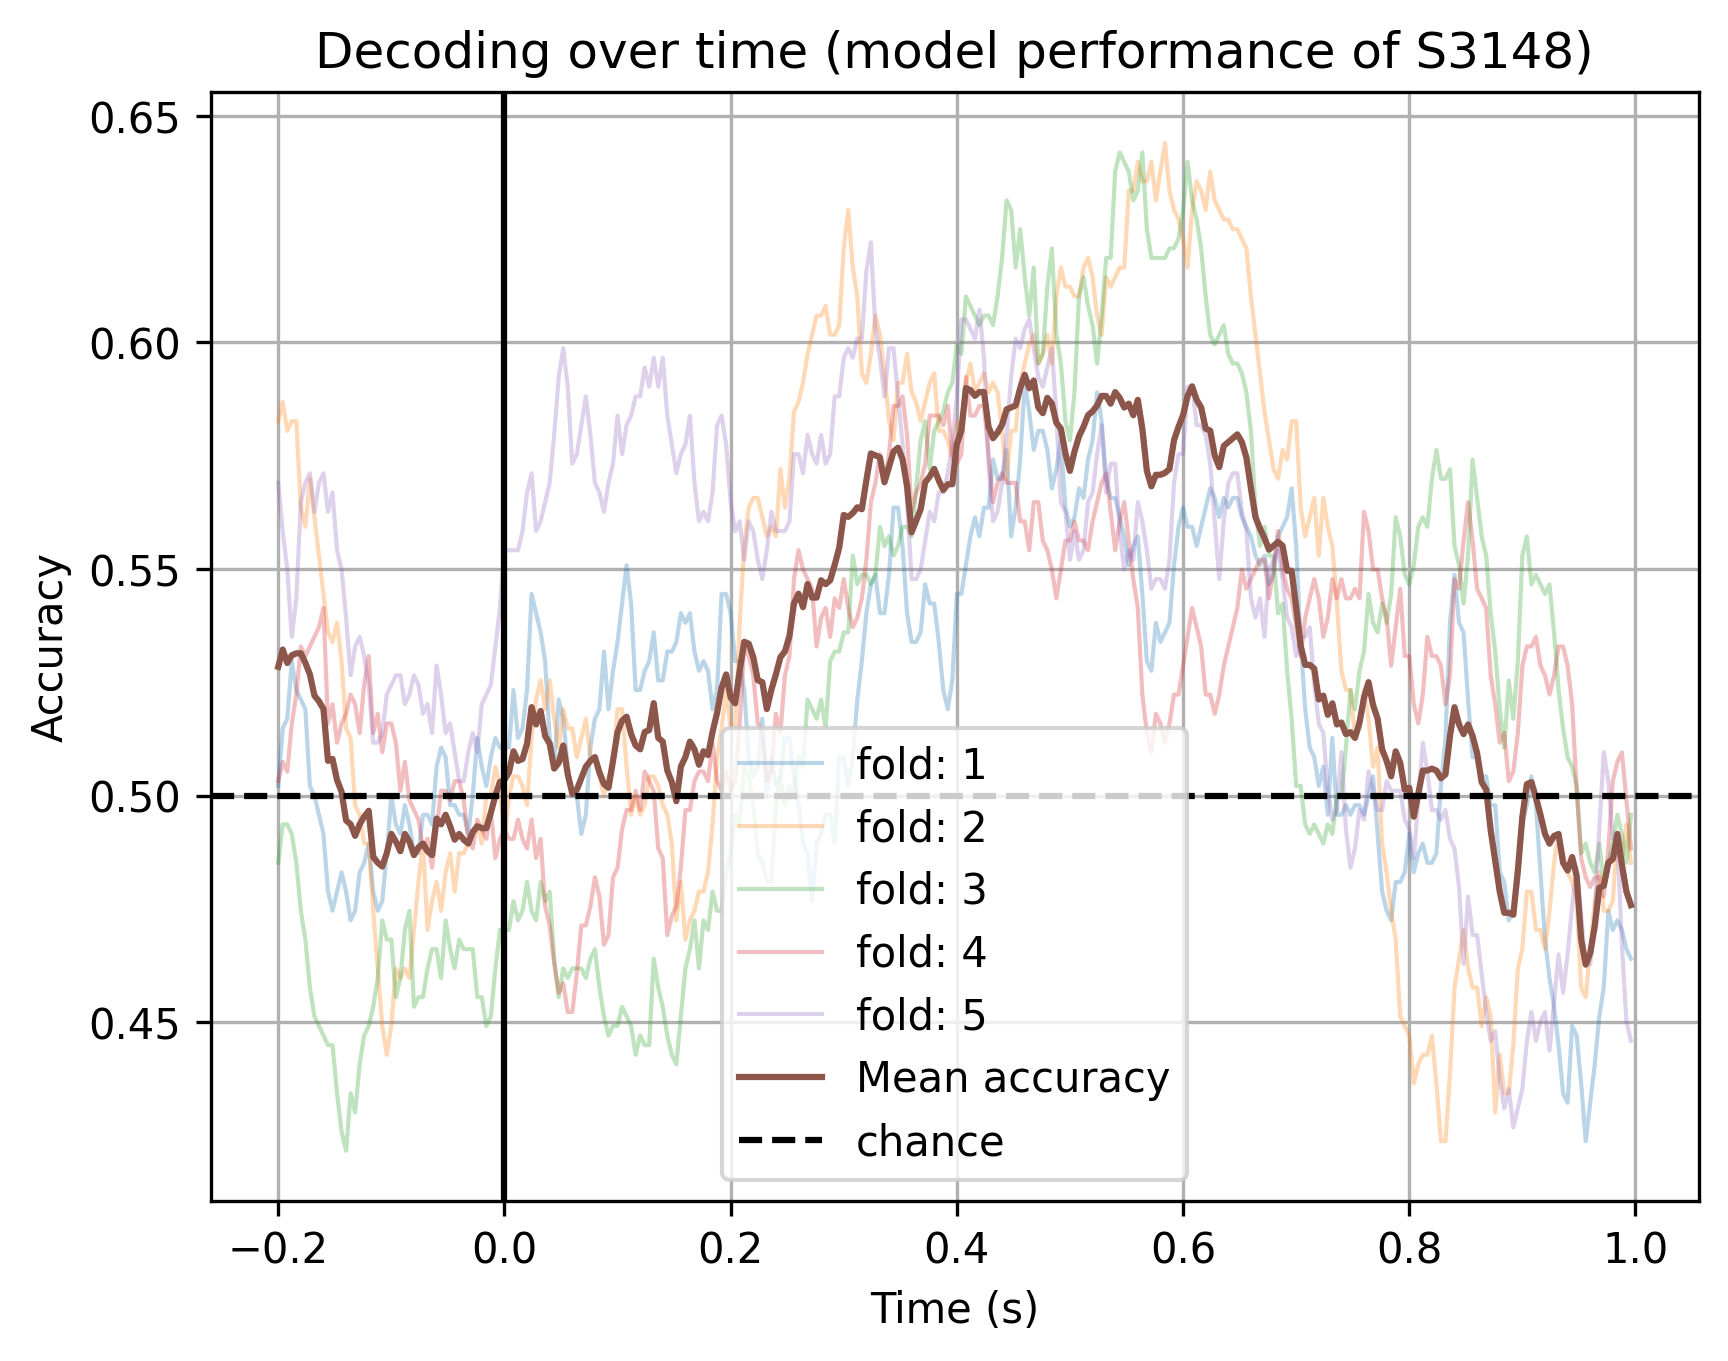 Decoding over time (model performance of S3148)
0.65
0.60
0.55
0.50
0.45
Accuracy
−0.2
0.0
0.2
0.4
0.6
0.8
1.0
Time (s)
fold: 1
fold: 2
fold: 3
fold: 4
fold: 5
Mean accuracy
chance